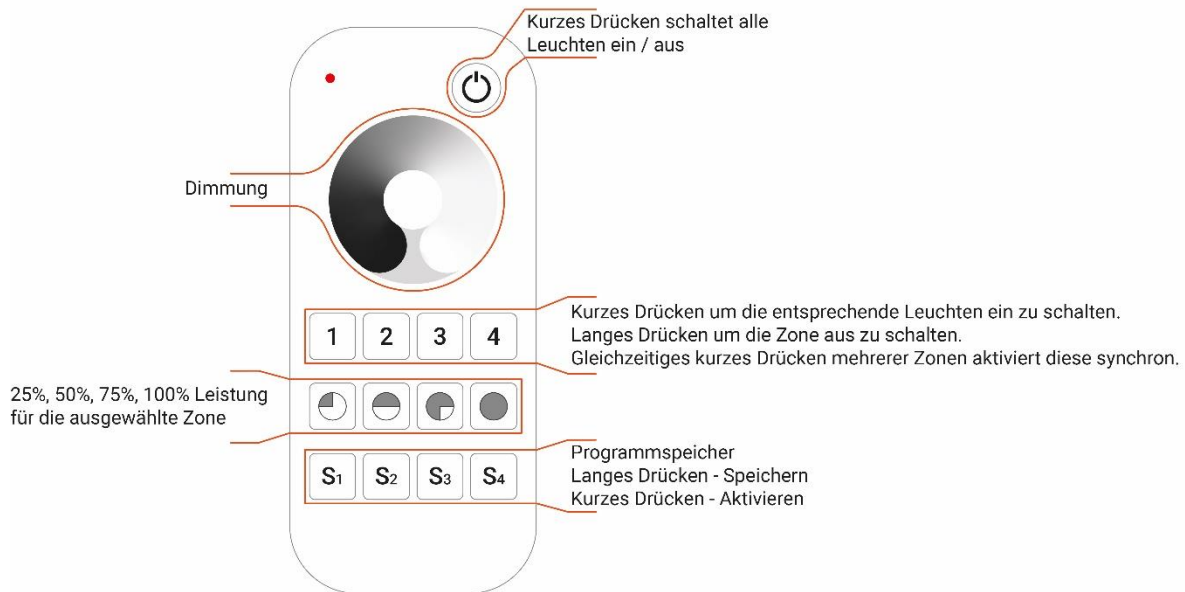 Kurzes Drücken schaltet alle
Leuchten ein / aus
Dimmung
Kurzes Drücken um die entsprechende Leuchten ein zu schalten.
Langes Drücken um die Zone aus zu schalten.
Gleichzeitiges kurzes Drücken mehrerer Zonen aktiviert diese synchron.
1 2 3 4
25%, 50%, 75%, 100% Leistung
für die ausgewählte Zone
S1 S2 S3 S4
Programmspeicher
Langes Drücken - Speichern
Kurzes Drücken - Aktivieren